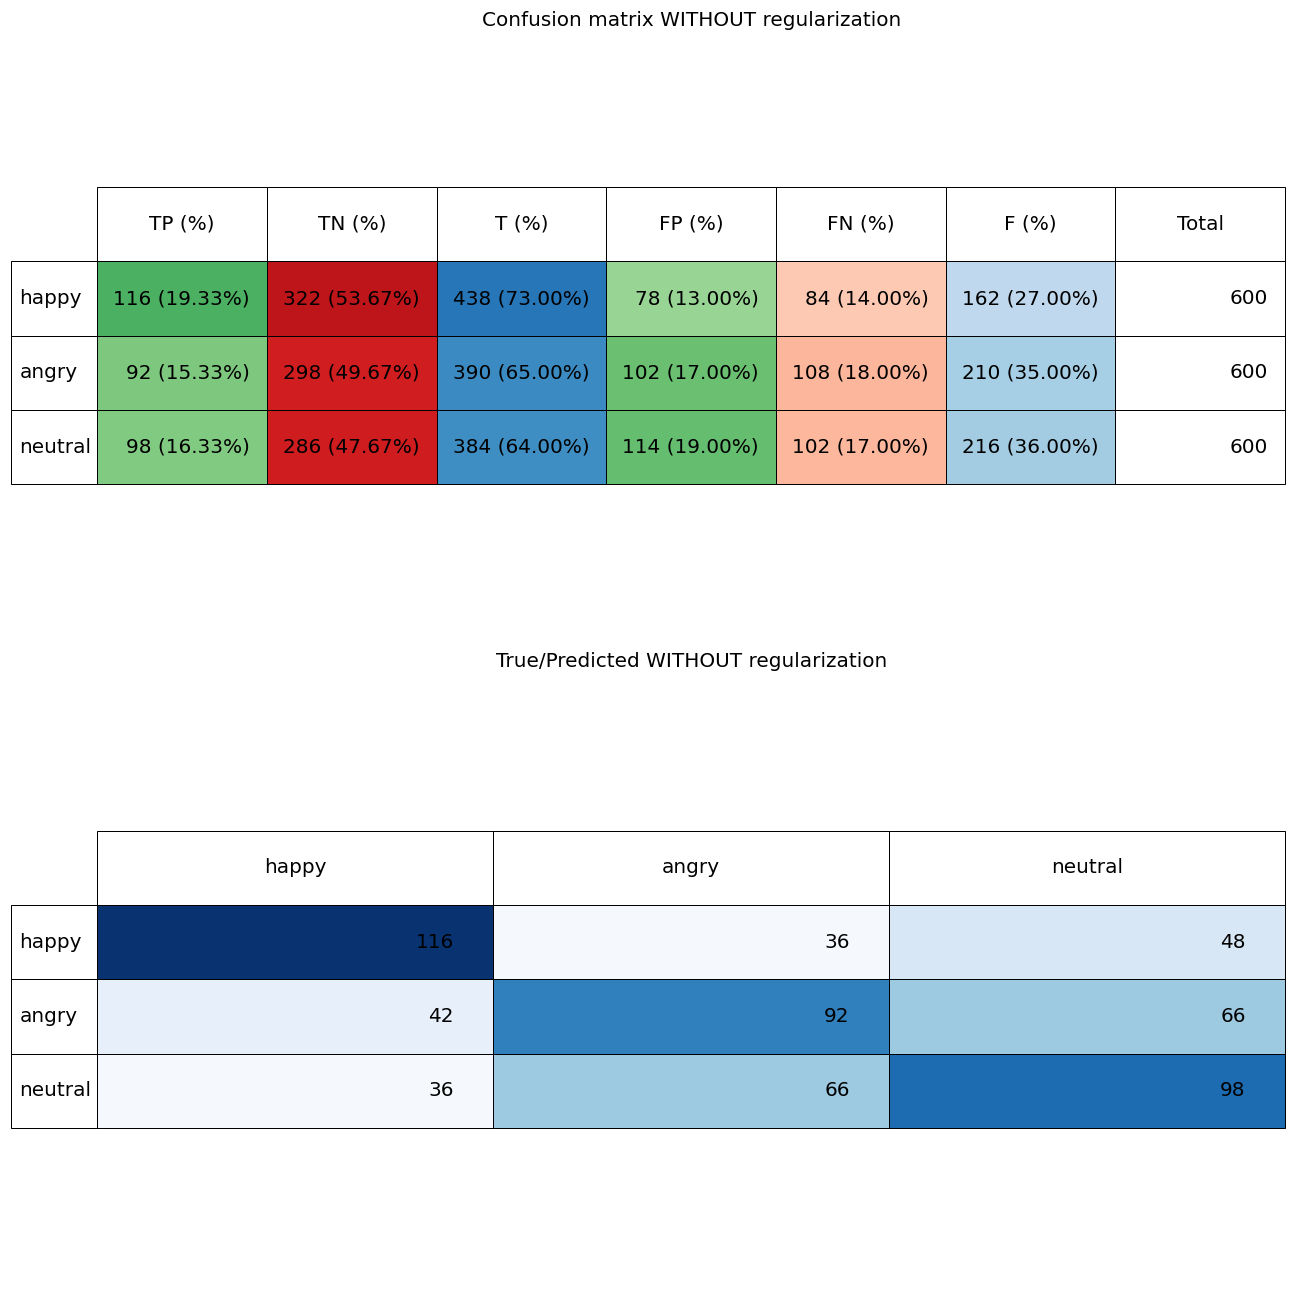 Confusion matrix WITHOUT regularization
TP (%) TN (%) T (%) FP (%) FN (%) F (%) Total
happy 116 (19.33%) 322 (53.67%) 438 (73.00%) 78 (13.00%) 84 (14.00%) 162 (27.00%) 600
angry 92 (15.33%) 298 (49.67%) 390 (65.00%) 102 (17.00%) 108 (18.00%) 210 (35.00%) 600
neutral 98 (16.33%) 286 (47.67%) 384 (64.00%) 114 (19.00%) 102 (17.00%) 216 (36.00%) 600
True/Predicted WITHOUT regularization
happy angry neutral
happy 116 36 48
angry 42 92 66
neutral 36 66 98